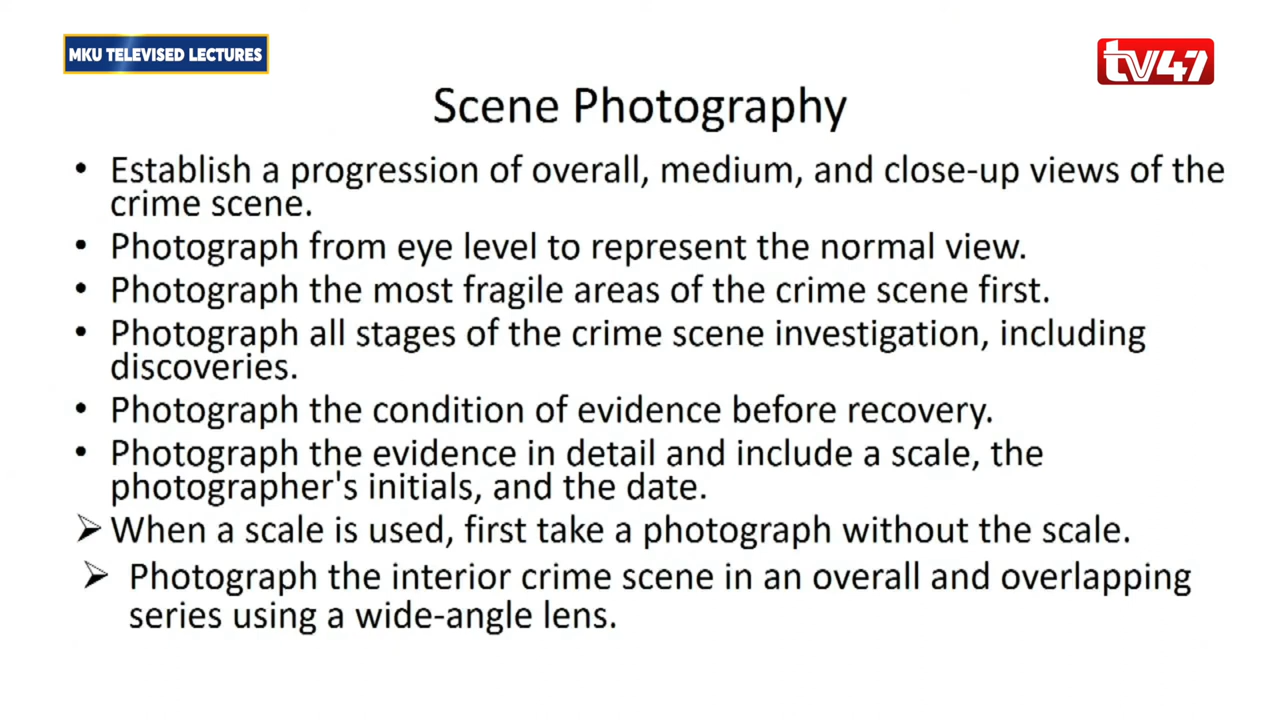 MKU TELEVISED LECTURES
tv47
Scene Photography
• Establish a progression of overall, medium, and close-up views of the
crime scene.
• Photograph from eye level to represent the normal view.
• Photograph the most fragile areas of the crime scene first.
• Photograph all stages of the crime scene investigation, including
discoveries.
• Photograph the condition of evidence before recovery.
• Photograph the evidence in detail and include a scale, the
photographer's initials, and the date.
➢ When a scale is used, first take a photograph without the scale.
➢ Photograph the interior crime scene in an overall and overlapping
series using a wide-angle lens.